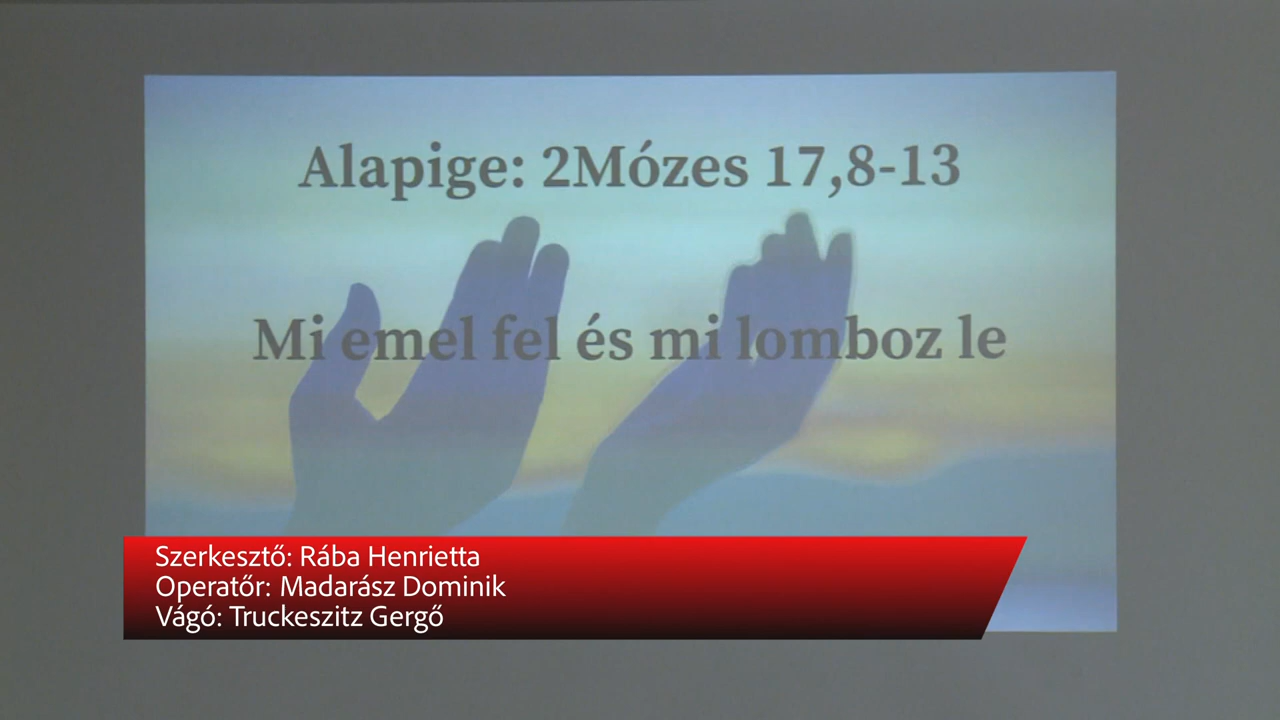 Alapige: 2Mózes 17,8-13
Mi emel fel és mi lomboz le
Szerkesztő: Rába Henrietta
Operatőr: Madarász Dominik
Vágó: Truckeszitz Gergő